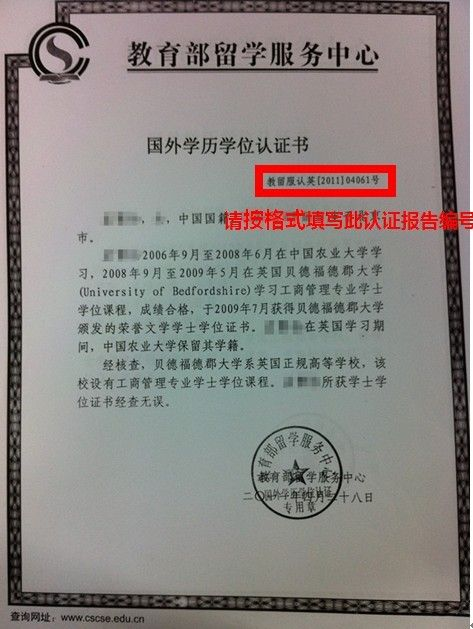 教育部留学服务中心
国外学历学位认证书
教留服认英[2011]04061号
中国国籍
请按格式填写此认证报告编号
市。
2006年9月至2008年6月在中国农业大学学
习，2008年9月至2009年5月在英国贝德福德郡大学
(University of Bedfordshire)学习工商管理专业学士
学位课程，成绩合格，于2009年7月获得贝德福德郡大学
颁发的荣誉文学学士学位证书。在英国学习期
间，中国农业大学保留其学籍。
经核查，贝德福德郡大学系英国正规高等学校，该
校设有工商管理专业学士学位课程。所获学士学
位证书经查无误。
教育部留学服务中心
国外学历学位认证
专用章
教育部留学服务中心
二〇一一年四月二十八日
查询网址：www.cscse.edu.cn